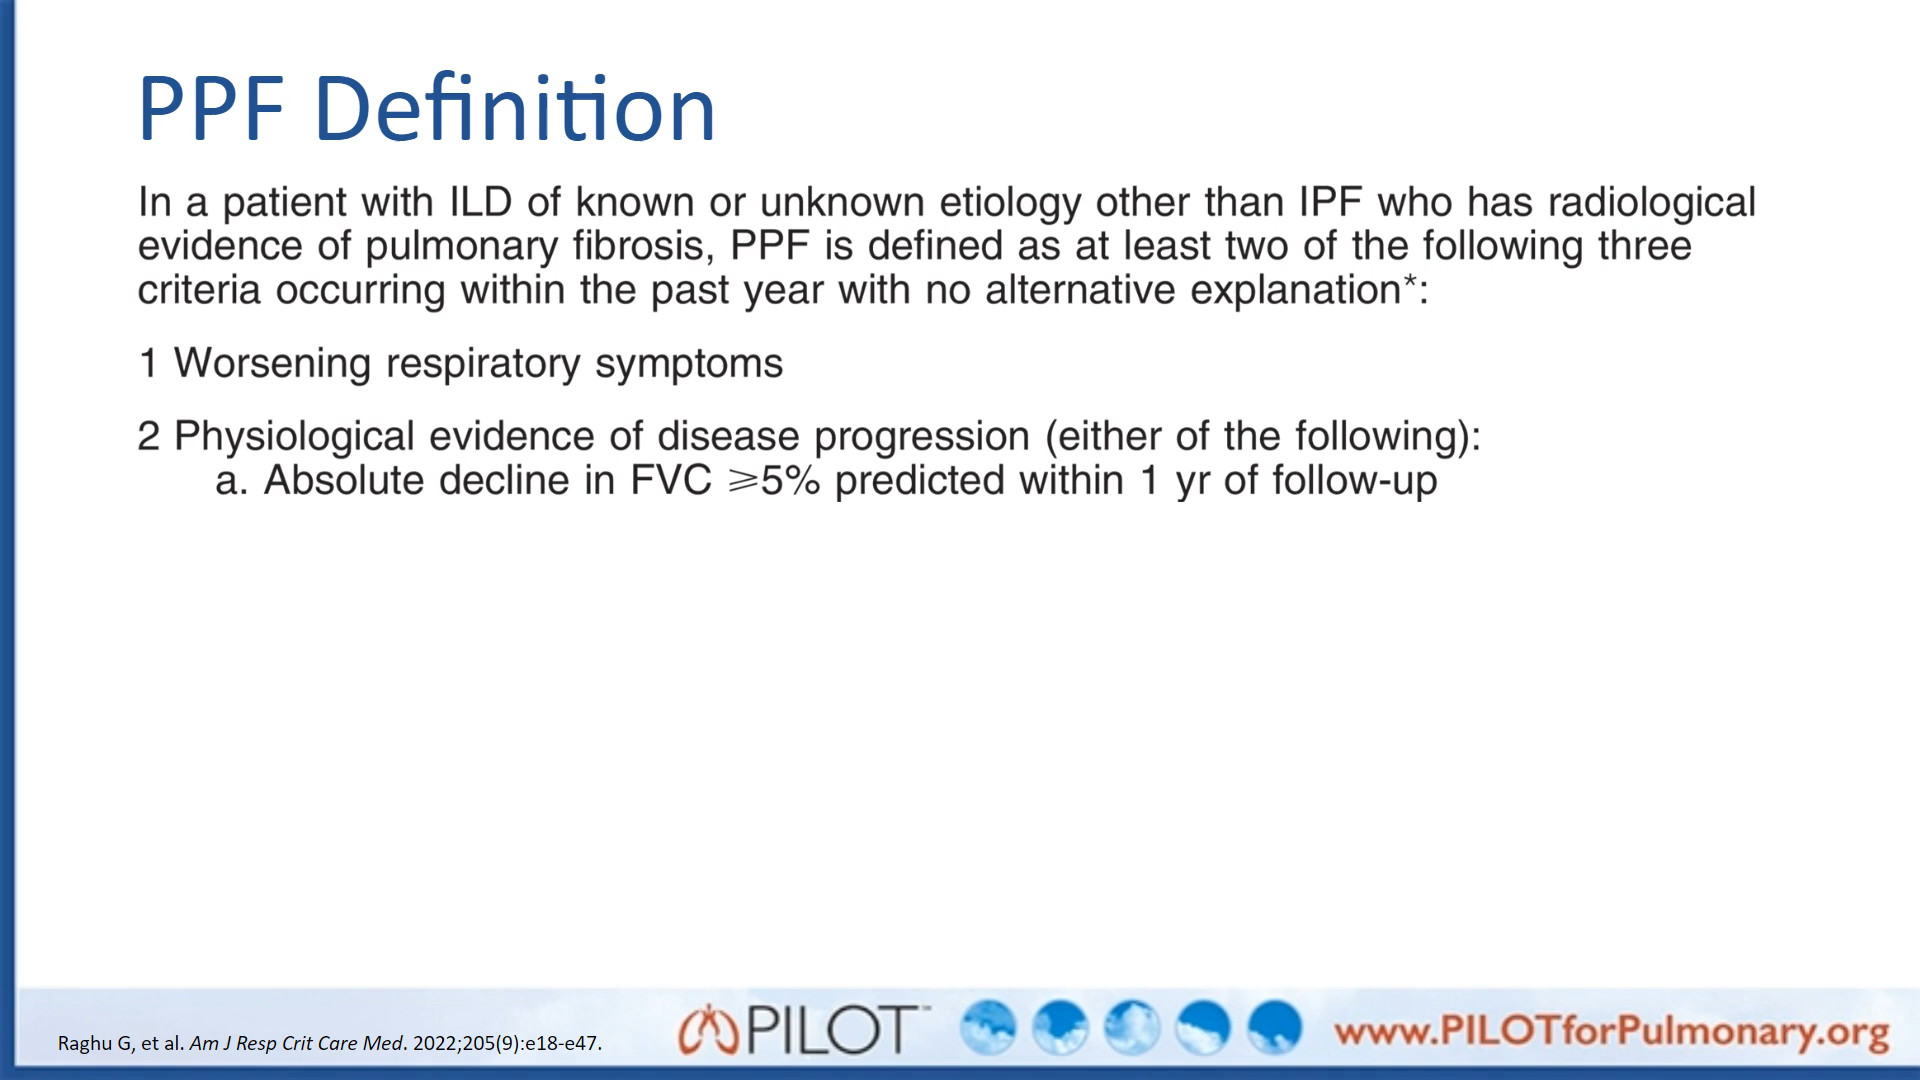 PPF Definition
In a patient with ILD of known or unknown etiology other than IPF who has radiological
evidence of pulmonary fibrosis, PPF is defined as at least two of the following three
criteria occurring within the past year with no alternative explanation*:
1 Worsening respiratory symptoms
2 Physiological evidence of disease progression (either of the following):
a. Absolute decline in FVC ⩾5% predicted within 1 yr of follow-up
Raghu G, et al. Am J Resp Crit Care Med. 2022;205(9):e18-e47.
PILOT™
www.PILOTforPulmonary.org